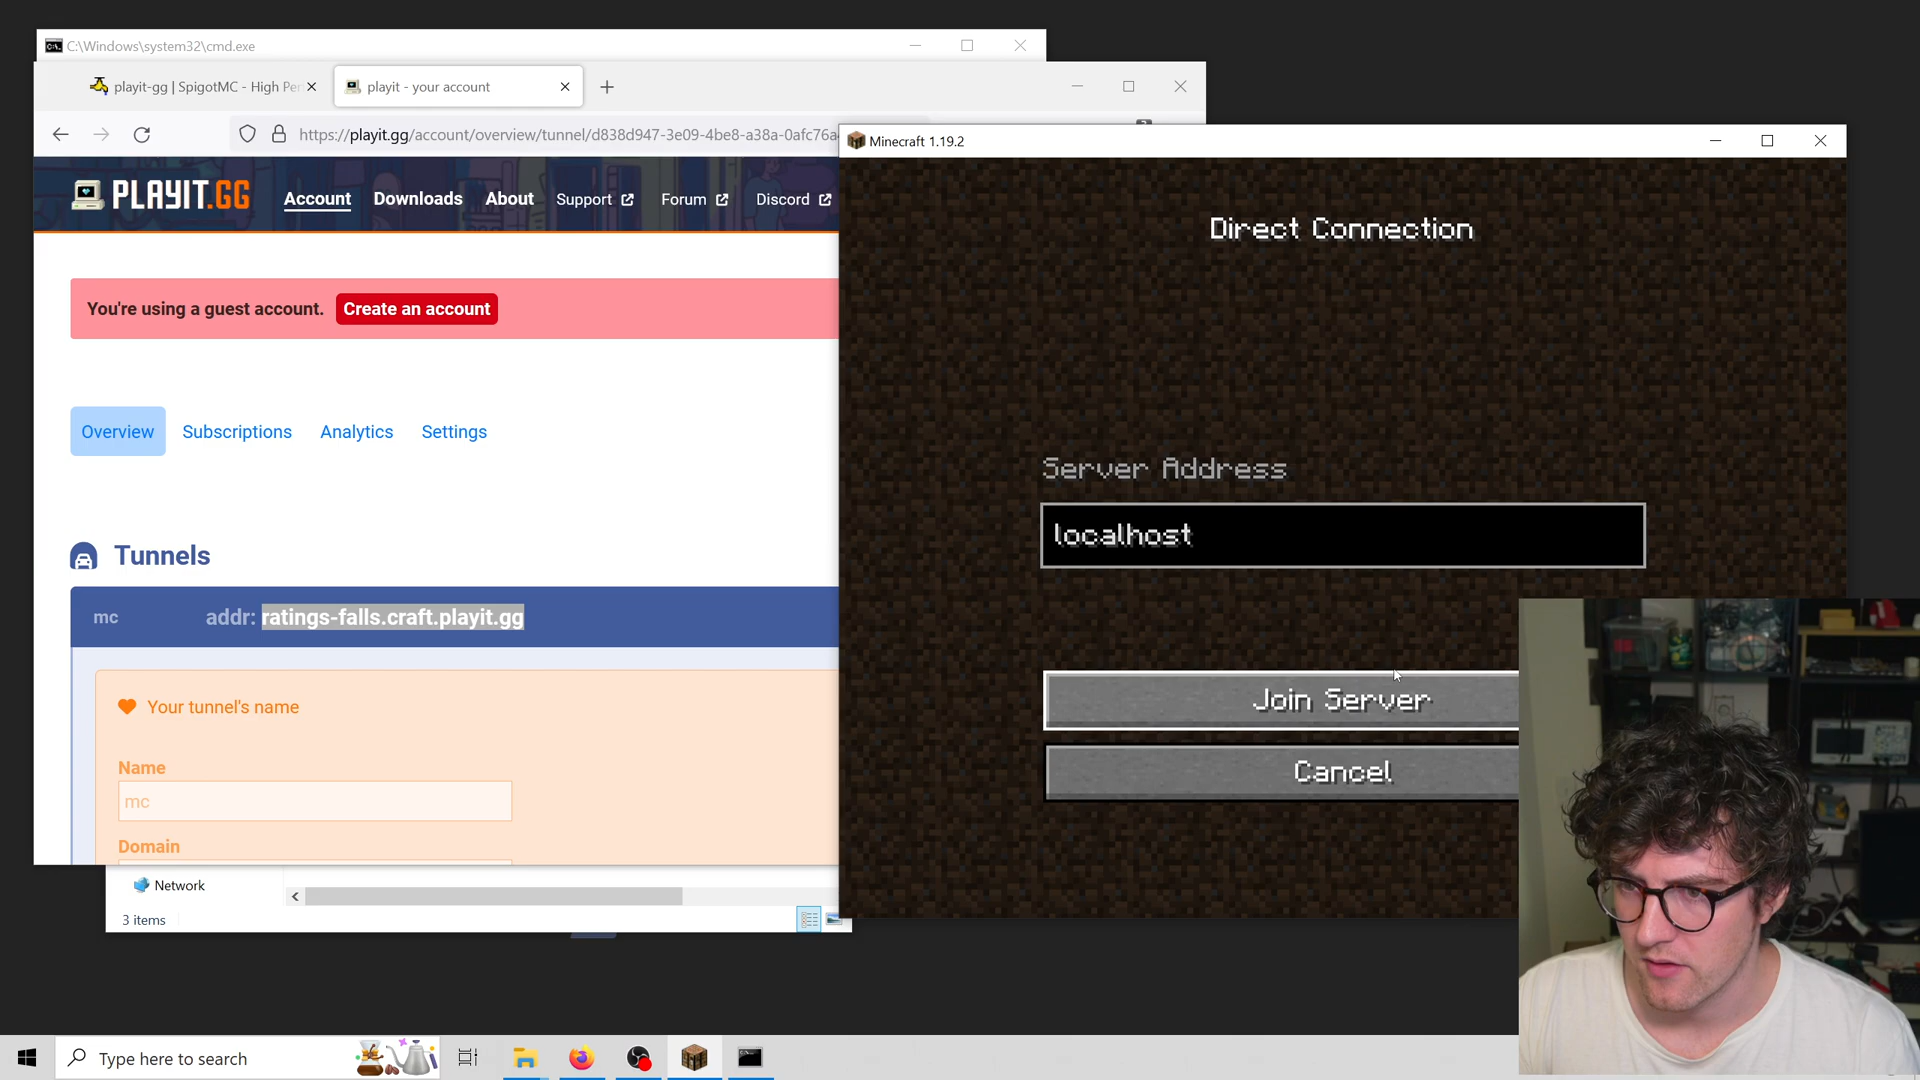 C:\Windows\system32\cmd.exe
playit-gg | SpigotMC - High Per
playit - your account
https://playit.gg/account/overview/tunnel/d838d947-3e09-4be8-a38a-0afc76a
Minecraft 1.19.2
PLAYIT.GG
Account
Downloads
About
Support
Forum
Discord
Direct Connection
You're using a guest account.
Create an account
Overview
Subscriptions
Analytics
Settings
Server Address
localhost
Tunnels
mc
addr: ratings-falls.craft.playit.gg
Your tunnel's name
Join Server
Name
mc
Cancel
Domain
Network
3 items
Type here to search